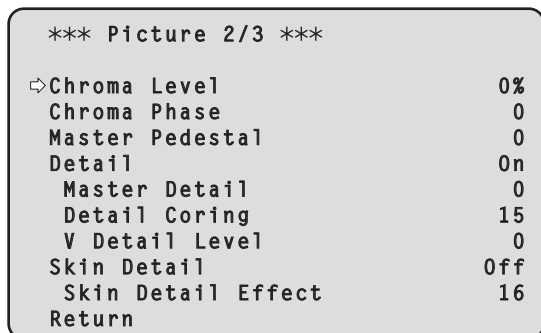 *** Picture 2/3 ***
⇨Chroma Level 0%
Chroma Phase 0
Master Pedestal 0
Detail On
Master Detail 0
Detail Coring 15
V Detail Level 0
Skin Detail Off
Skin Detail Effect 16
Return